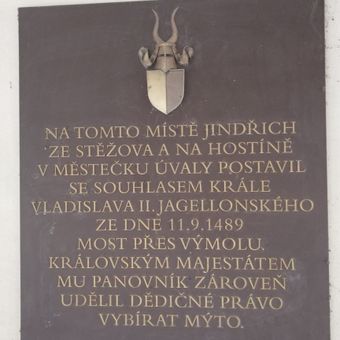 NA TOMTO MÍSTĚ JINDŘICH
ZE STĚŽOVA A NA HOSTÍNĚ
V MĚSTEČKU ÚVALY POSTAVIL
SE SOUHLASEM KRÁLE
VLADISLAVA II. JAGELLONSKÉHO
ZE DNE 11.9.1489
MOST PŘES VÝMOLU.
KRÁLOVSKÝM MAJESTÁTEM
MU PANOVNÍK ZÁROVEŇ
UDĚLIL DĚDIČNÉ PRÁVO
VYBÍRAT MÝTO.